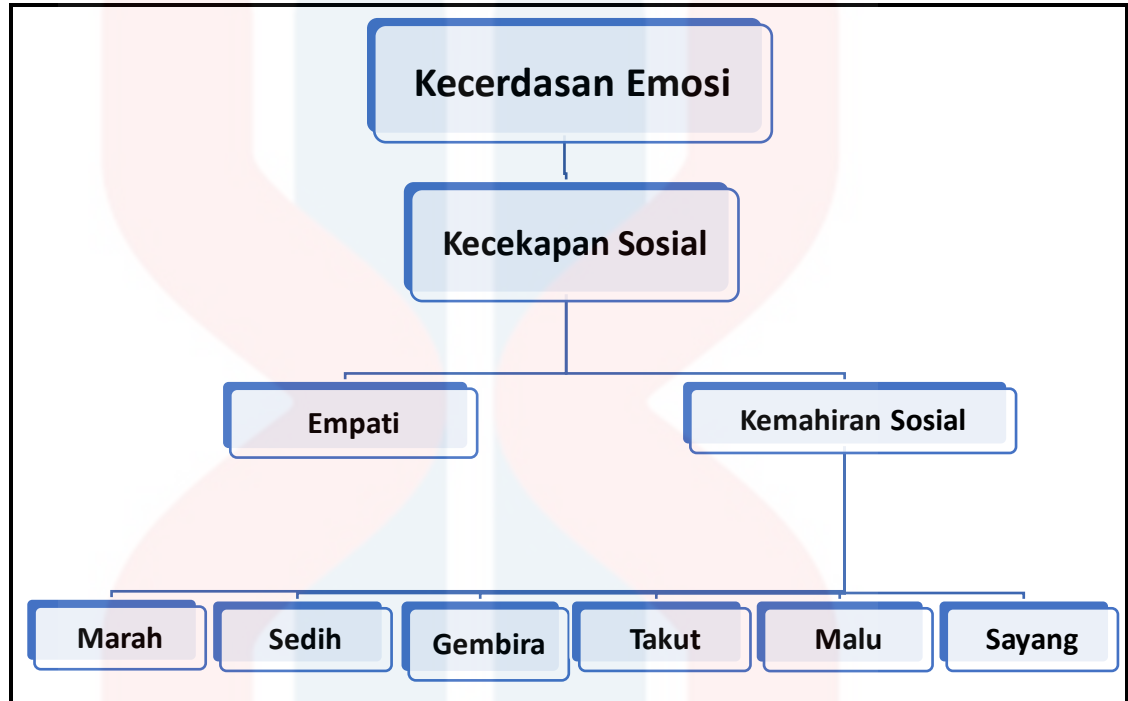 Kecerdasan Emosi
Kecekapan Sosial
Empati
Kemahiran Sosial
Marah
Sedih
Gembira
Takut
Malu
Sayang